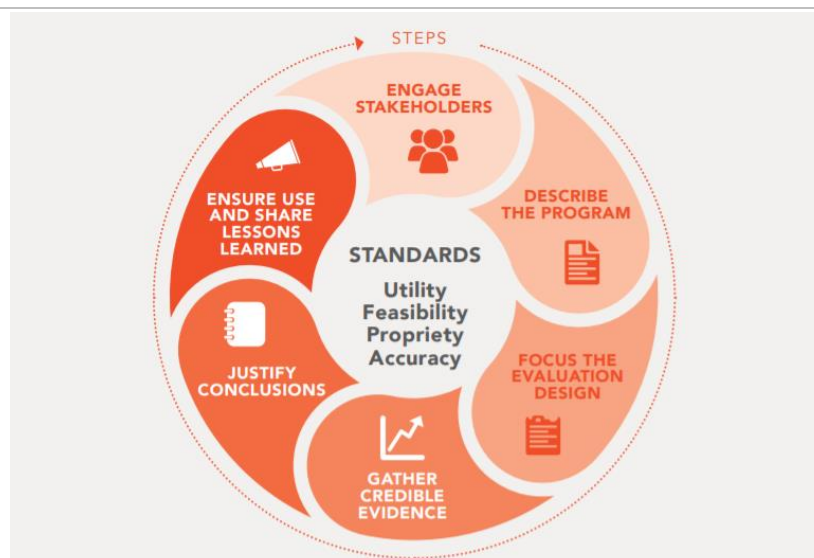 STEPS
ENGAGE
STAKEHOLDERS
DESCRIBE
THE PROGRAM
FOCUS THE
EVALUATION
DESIGN
GATHER
CREDIBLE
EVIDENCE
JUSTIFY
CONCLUSIONS
ENSURE USE
AND SHARE
LESSONS
LEARNED
STANDARDS
Utility
Feasibility
Propriety
Accuracy